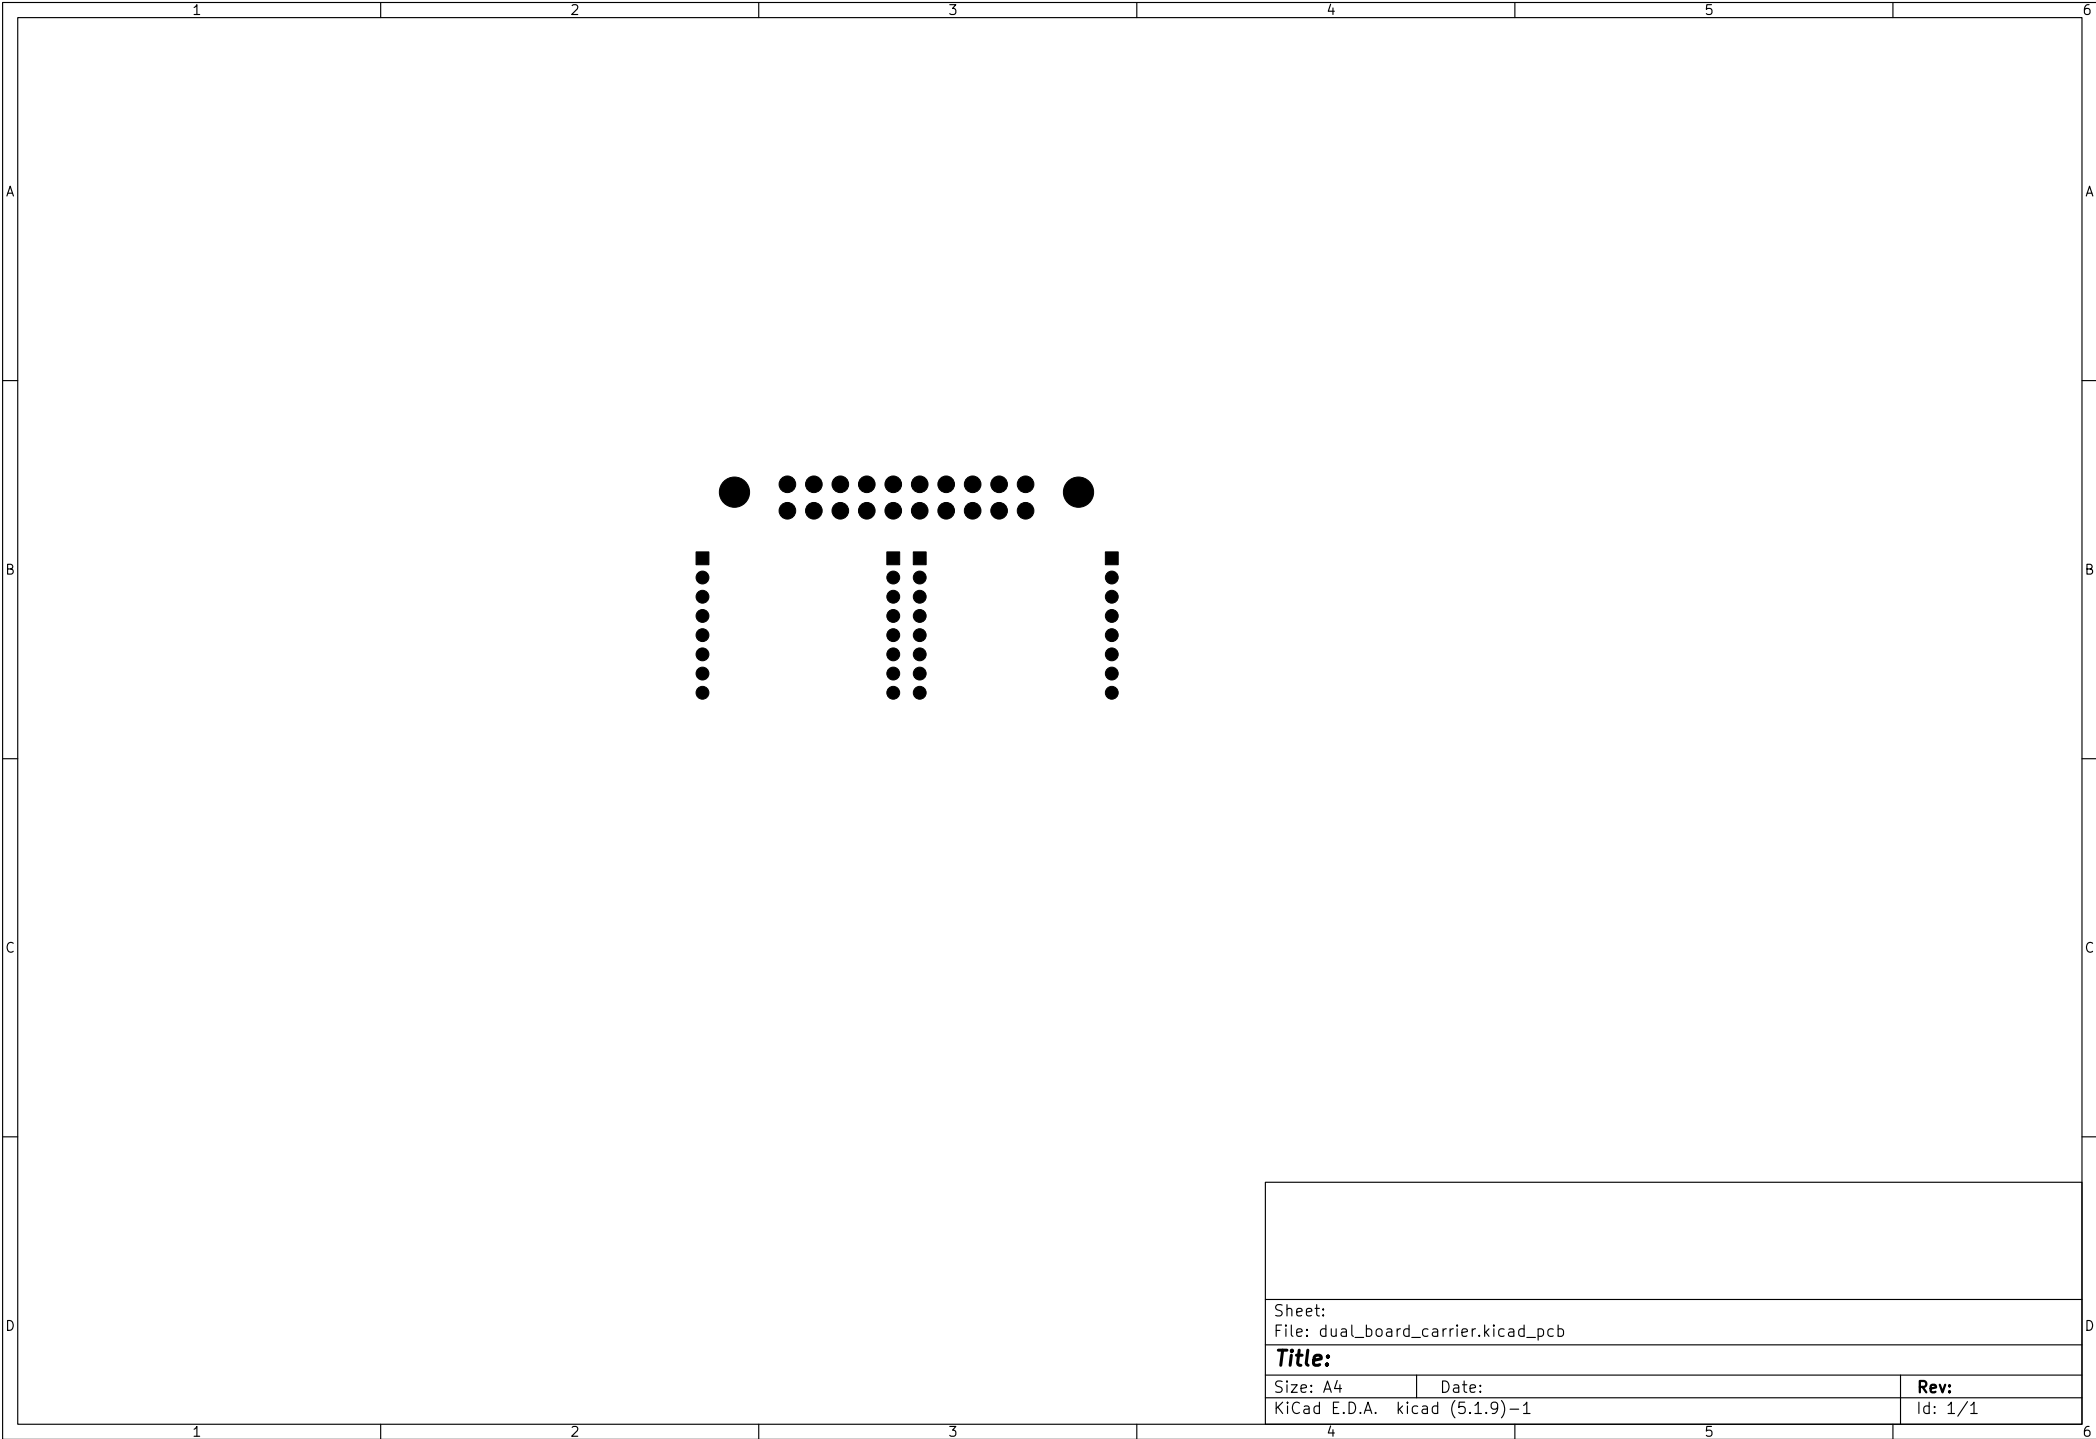 1 2 3 4 5 6
A A
B B
C C
Sheet:
D File: dual_board_carrier.kicad_pcb D
Title:
Size: A4 Date: Rev:
KiCad E.D.A. kicad (5.1.9)-1 Id: 1/1
1 2 3 4 5 6